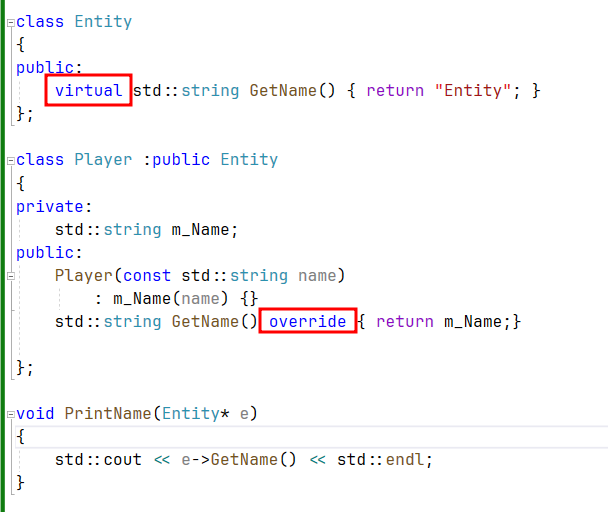 class Entity
{
public:
    virtual std::string GetName() { return "Entity"; }
};
class Player :public Entity
{
private:
    std::string m_Name;
public:
    Player(const std::string name)
        : m_Name(name) {}
    std::string GetName() override { return m_Name;}
};
void PrintName(Entity* e)
{
    std::cout << e->GetName() << std::endl;
}